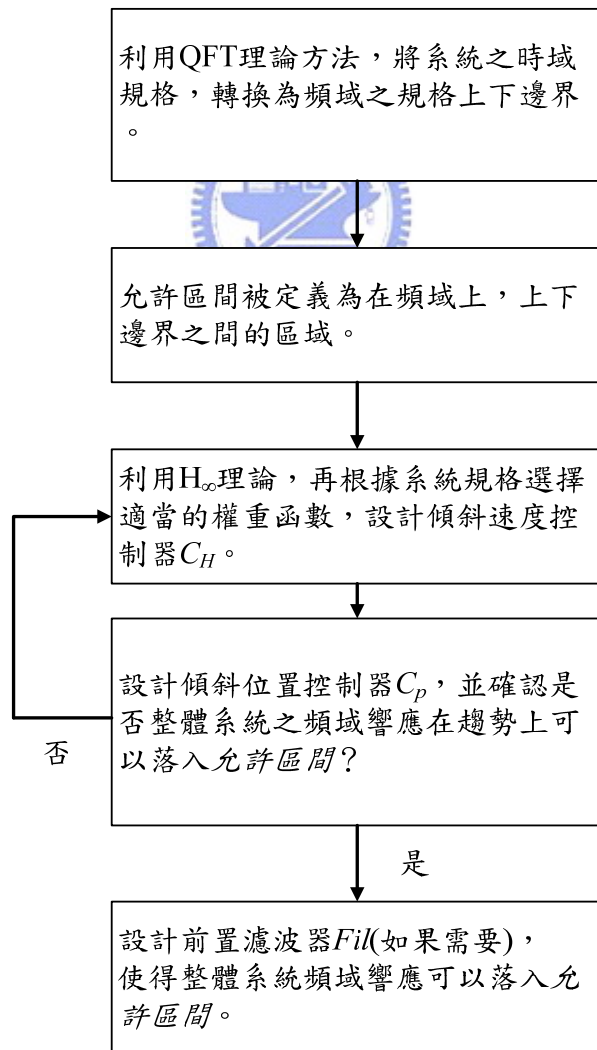 利用QFT理論方法，將系統之時域
規格，轉換為頻域之規格上下邊界
。
允許區間被定義為在頻域上，上下
邊界之間的區域。
利用H∞理論，再根據系統規格選擇
適當的權重函數，設計傾斜速度控
制器C_H。
設計傾斜位置控制器C_p，並確認是
否整體系統之頻域響應在趨勢上可
以落入允許區間？
否
是
設計前置濾波器Fil(如果需要)，
使得整體系統頻域響應可以落入允
許區間。